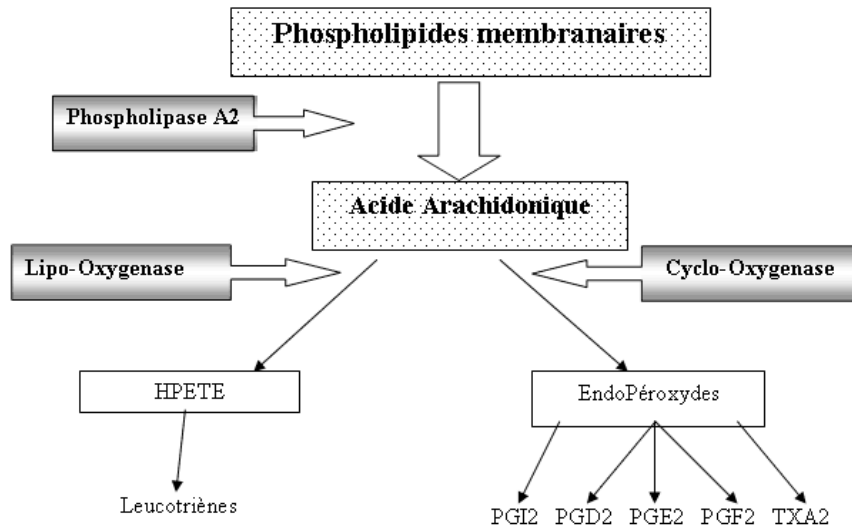 Phospholipides membranaires
Phospholipase A2
Acide Arachidonique
Lipo-Oxygenase
Cyclo-Oxygenase
HPETE
EndoPéroxydes
Leucotriènes
PGI2 PGD2 PGE2 PGF2 TXA2